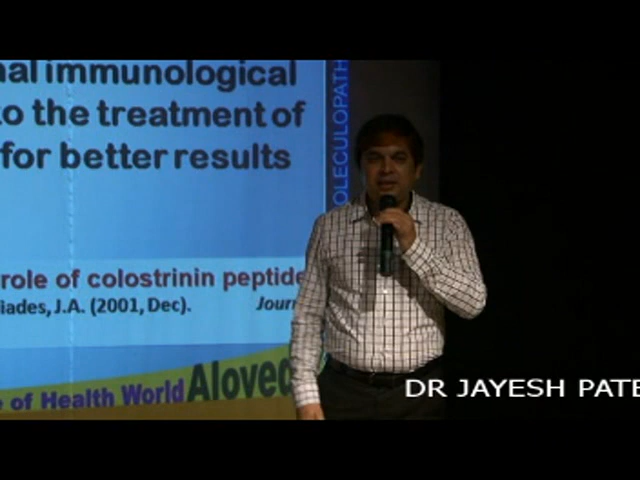 nal immunological
to the treatment of
for better results
OLECULOPATH
role of colostrinin peptide
iades, J.A. (2001, Dec). Journ
e of Health World Aloved
DR JAYESH PATE